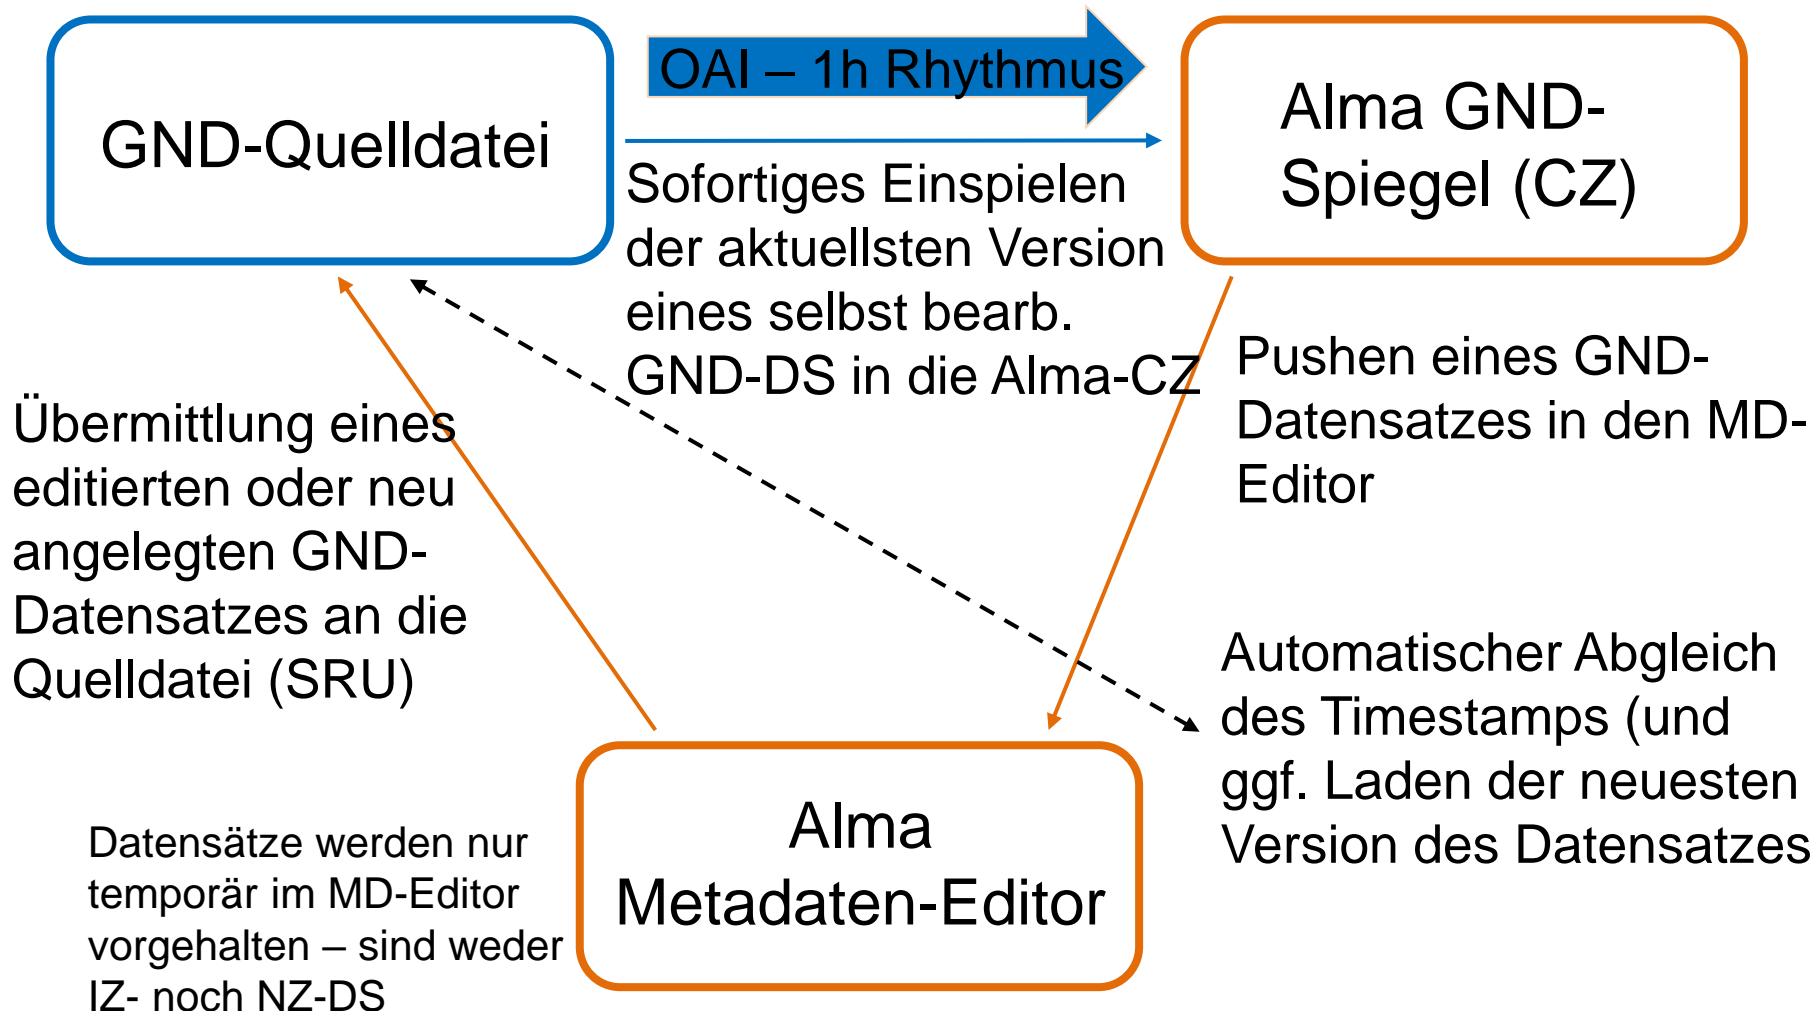 GND-Quelldatei
OAI – 1h Rhythmus
Alma GND-
Spiegel (CZ)
Sofortiges Einspielen
der aktuellsten Version
eines selbst bearb.
GND-DS in die Alma-CZ
Pushen eines GND-
Datensatzes in den MD-
Editor
Übermittlung eines
editierten oder neu
angelegten GND-
Datensatzes an die
Quelldatei (SRU)
Automatischer Abgleich
des Timestamps (und
ggf. Laden der neuesten
Version des Datensatzes
Alma
Metadaten-Editor
Datensätze werden nur
temporär im MD-Editor
vorgehalten – sind weder
IZ- noch NZ-DS